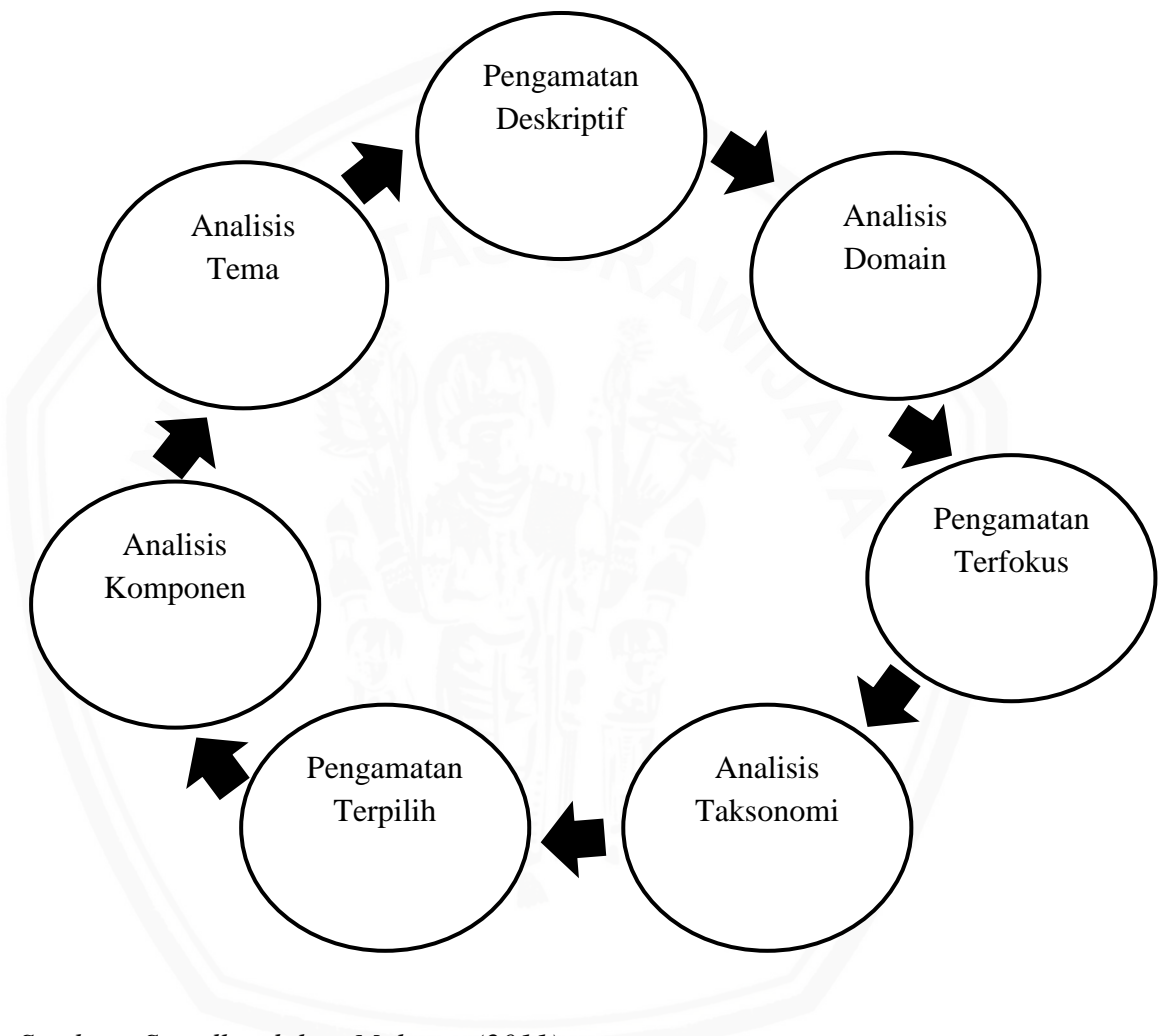 Pengamatan
Deskriptif
Analisis
Domain
Pengamatan
Terfokus
Analisis
Taksonomi
Pengamatan
Terpilih
Analisis
Komponen
Analisis
Tema